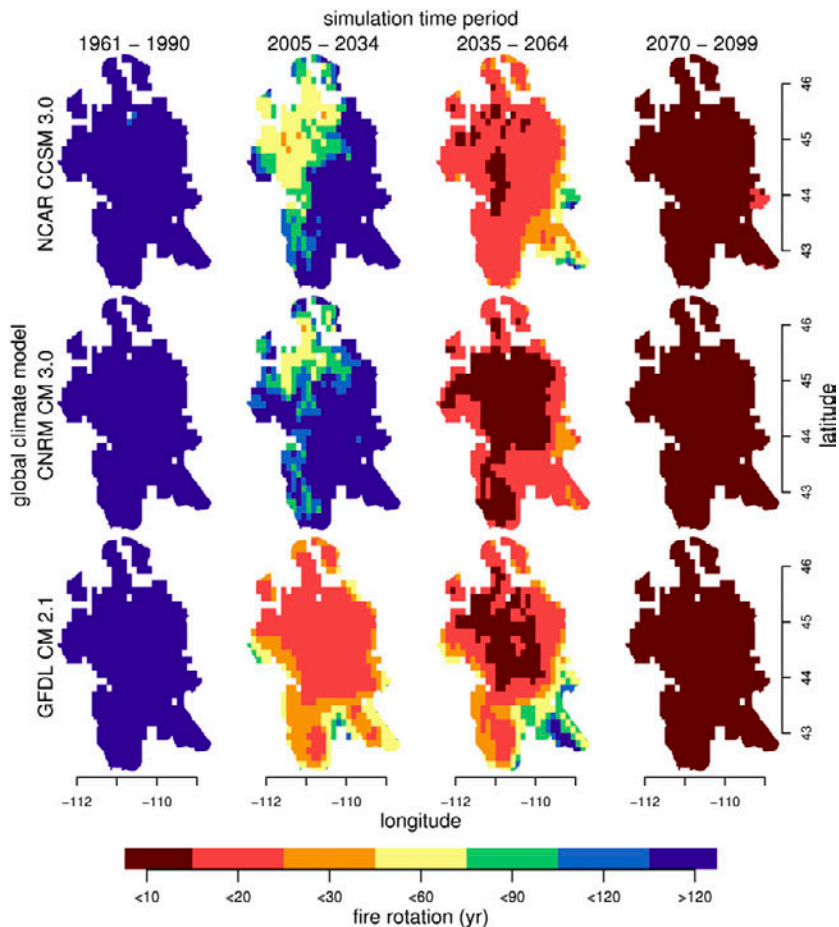 simulation time period
1961 – 1990 2005 – 2034 2035 – 2064 2070 – 2099
global climate model
NCAR CCSM 3.0
46
45
44
43
CNRM CM 3.0
46
45
44
43
latitude
GFDL CM 2.1
46
45
44
43
−112 −110 −112 −110 −112 −110 −112 −110
longitude
<10 <20 <30 <60 <90 <120 >120
fire rotation (yr)